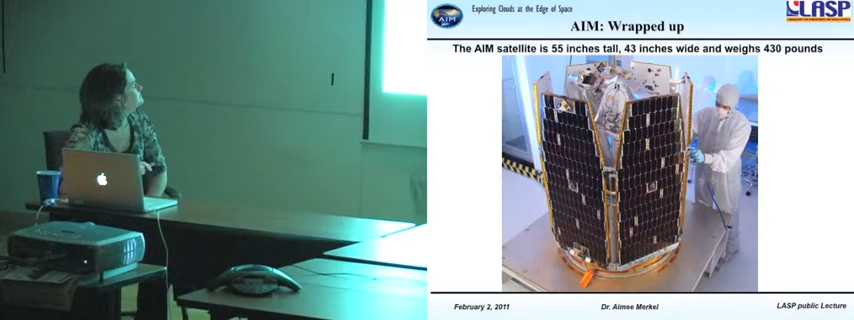 AIM
Exploring Clouds at the Edge of Space
LASP
AIM: Wrapped up
The AIM satellite is 55 inches tall, 43 inches wide and weighs 430 pounds
February 2, 2011
Dr. Aimee Merkel
LASP public Lecture